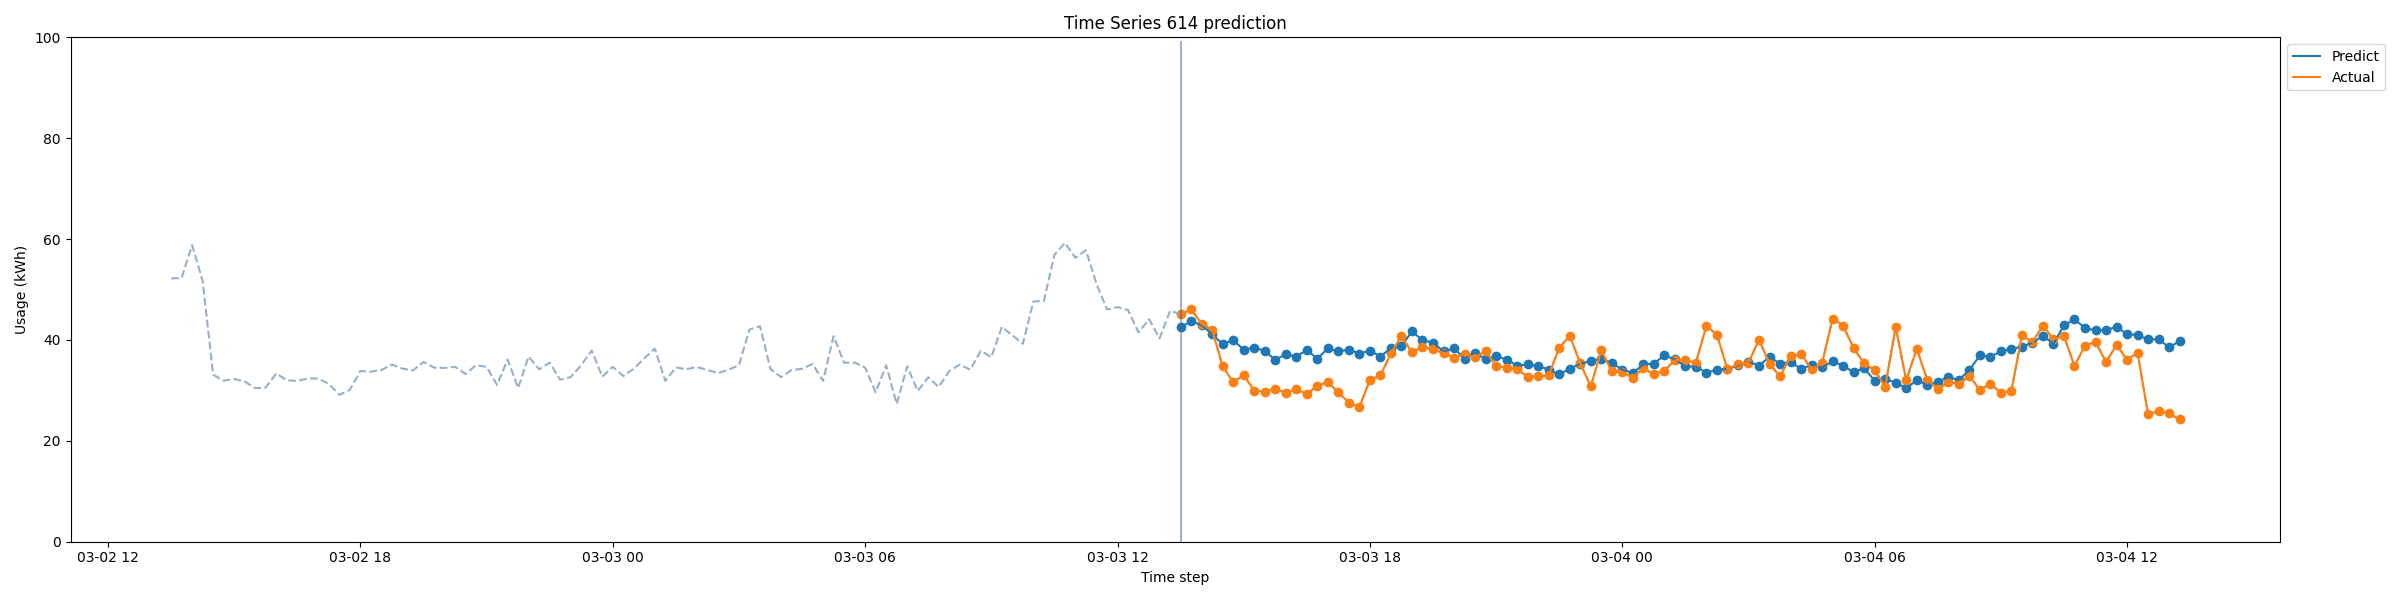 Time Series 614 prediction
100
80
60
40
20
0
Usage (kWh)
03-02 12 03-02 18 03-03 00 03-03 06 03-03 12 03-03 18 03-04 00 03-04 06 03-04 12
Time step
Predict
Actual